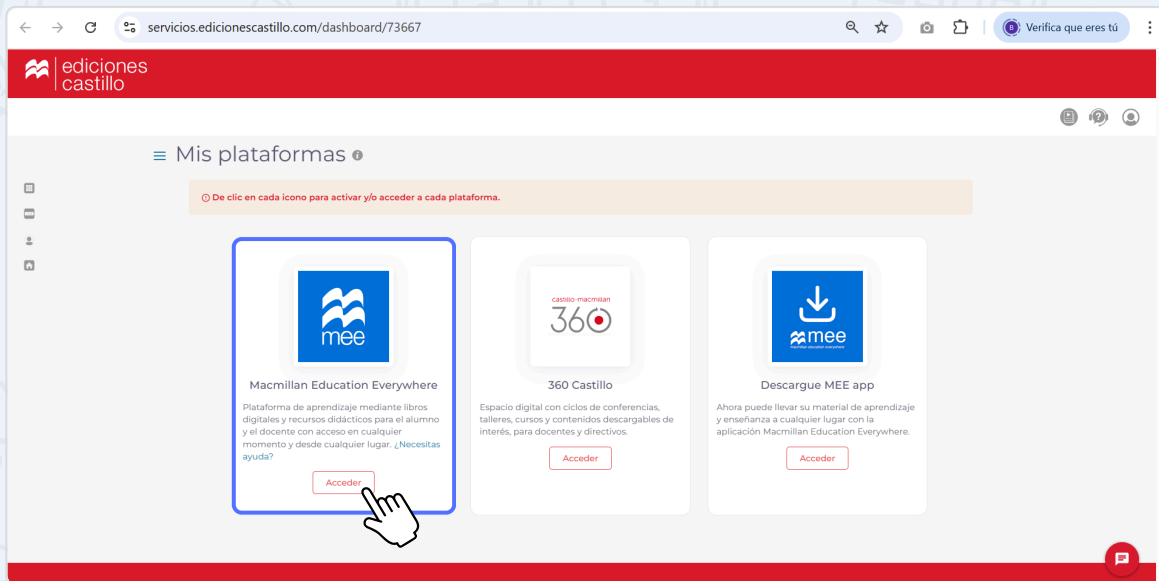 servicios.edicionescastillo.com/dashboard/73667
B
Verifica que eres tú
ediciones
castillo
Mis plataformas
De clic en cada icono para activar y/o acceder a cada plataforma.
mee
Macmillan Education Everywhere
Plataforma de aprendizaje mediante libros
digitales y recursos didácticos para el alumno
y el docente con acceso en cualquier
momento y desde cualquier lugar. ¿Necesitas
ayuda?
Acceder
castillo-macmillan
360
360 Castillo
Espacio digital con ciclos de conferencias,
talleres, cursos y contenidos descargables de
interés, para docentes y directivos.
Acceder
mee
macmillan education everywhere
Descargue MEE app
Ahora puede llevar su material de aprendizaje
y enseñanza a cualquier lugar con la
aplicación Macmillan Education Everywhere.
Acceder